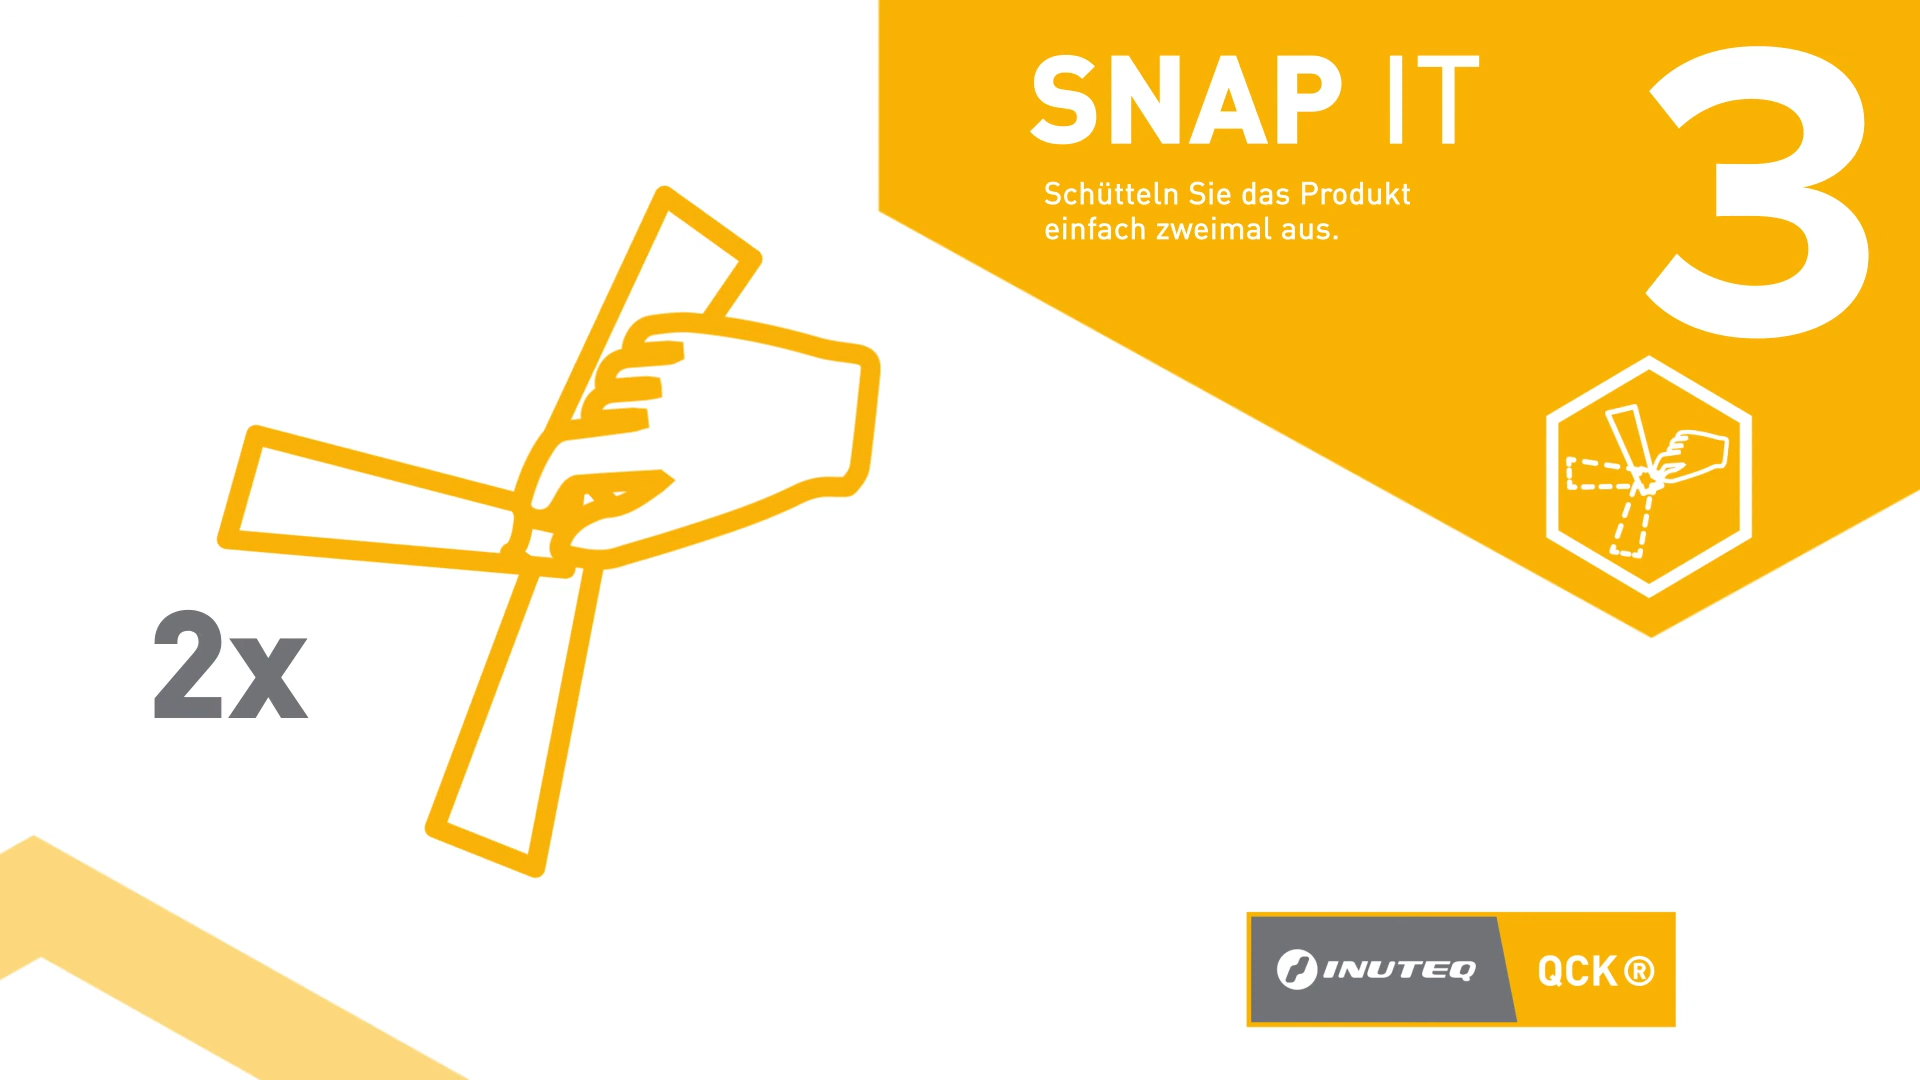 SNAP IT
3
Schütteln Sie das Produkt
einfach zweimal aus.
2x
INUTEQ
QCK®